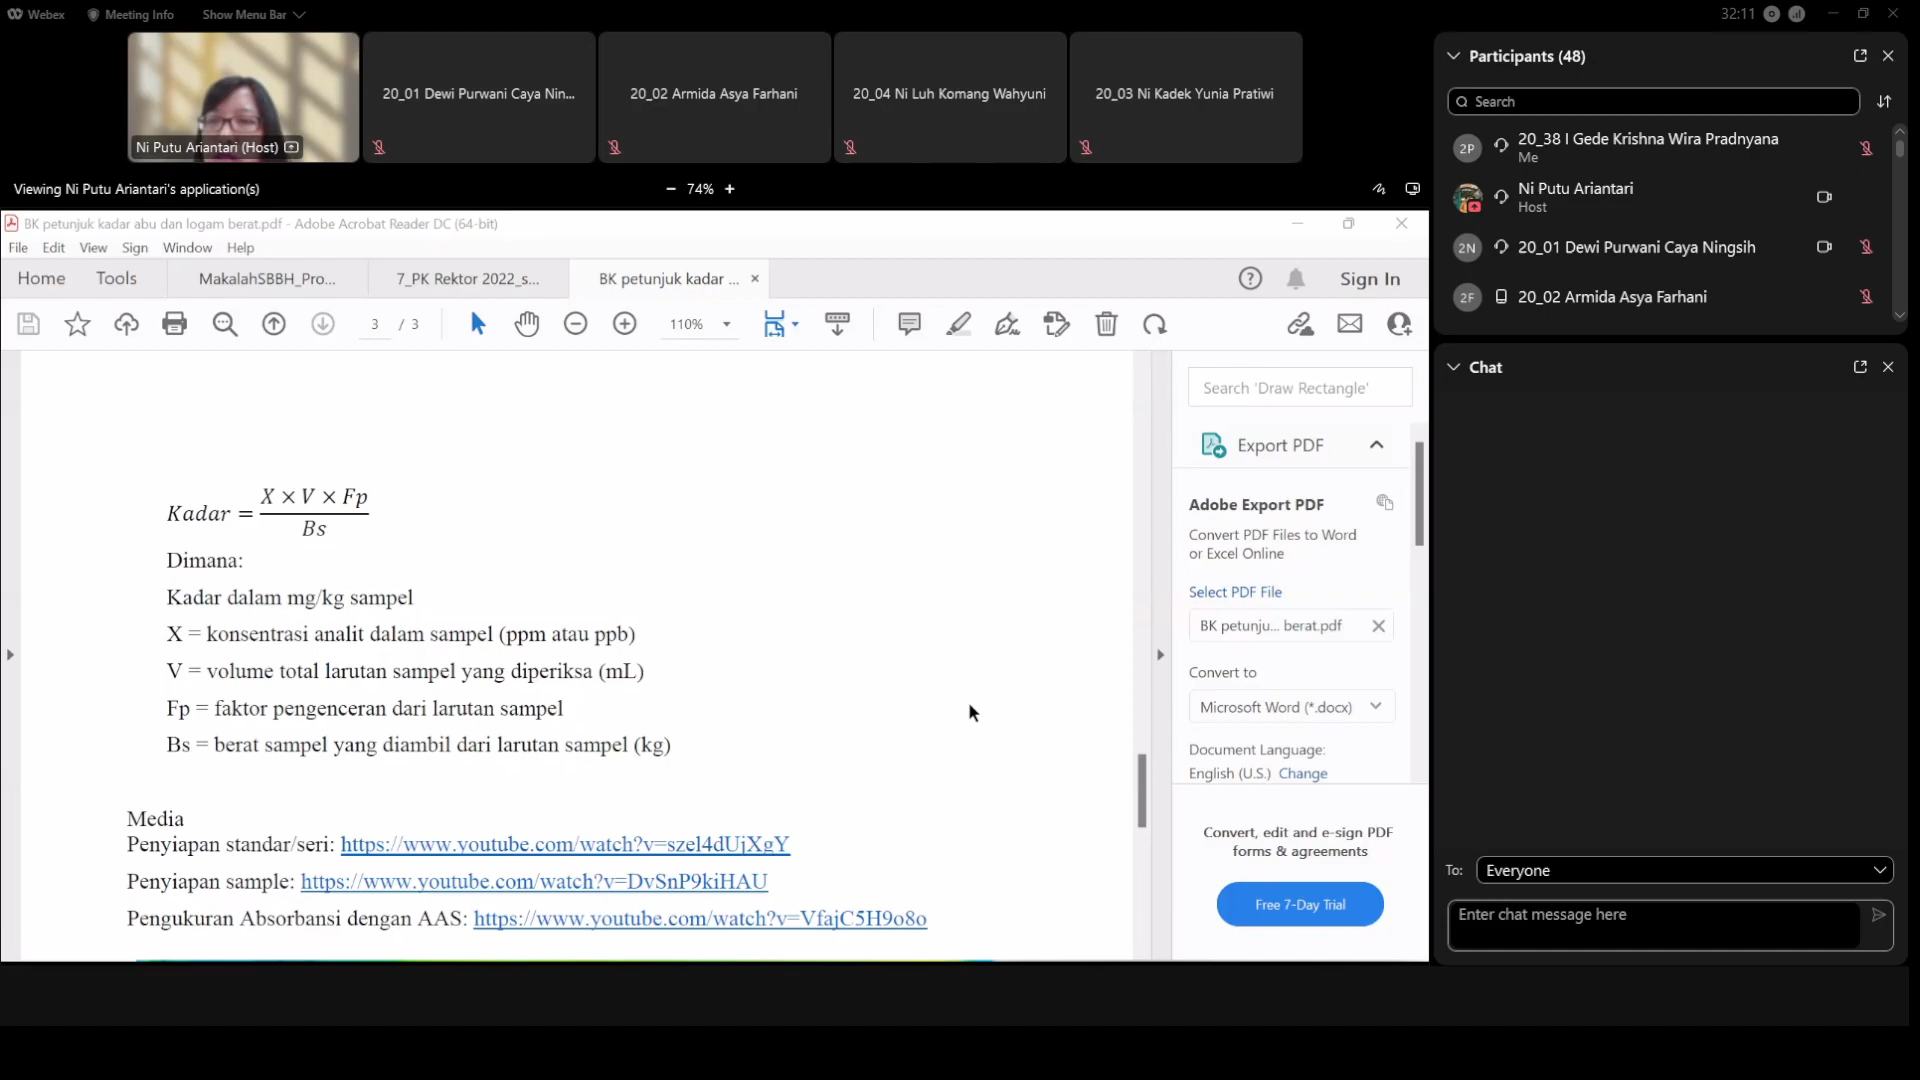 Webex
Meeting Info
Show Menu Bar
32:11
Ni Putu Ariantari (Host)
20_01 Dewi Purwani Caya Nin...
20_02 Armida Asya Farhani
20_04 Ni Luh Komang Wahyuni
20_03 Ni Kadek Yunia Pratiwi
Viewing Ni Putu Ariantari's application(s)
− 74% +
BK petunjuk kadar abu dan logam berat.pdf - Adobe Acrobat Reader DC (64-bit)
File Edit View Sign Window Help
Home Tools MakalahSBBH_Pro... 7_PK Rektor 2022_s... BK petunjuk kadar ... × Sign In
3 / 3 110%
Kadar = X × V × Fp / Bs
Dimana:
Kadar dalam mg/kg sampel
X = konsentrasi analit dalam sampel (ppm atau ppb)
V = volume total larutan sampel yang diperiksa (mL)
Fp = faktor pengenceran dari larutan sampel
Bs = berat sampel yang diambil dari larutan sampel (kg)
Media
Penyiapan standar/seri: https://www.youtube.com/watch?v=szel4dUjXgY
Penyiapan sample: https://www.youtube.com/watch?v=DvSnP9kiHAU
Pengukuran Absorbansi dengan AAS: https://www.youtube.com/watch?v=VfajC5H9o8o
Search 'Draw Rectangle'
Export PDF
Adobe Export PDF
Convert PDF Files to Word
or Excel Online
Select PDF File
BK petunju... berat.pdf
Convert to
Microsoft Word (*.docx)
Document Language:
English (U.S.) Change
Convert, edit and e-sign PDF
forms & agreements
Free 7-Day Trial
Participants (48)
Search
2P
20_38 I Gede Krishna Wira Pradnyana
Me
Ni Putu Ariantari
Host
2N
20_01 Dewi Purwani Caya Ningsih
2F
20_02 Armida Asya Farhani
Chat
To: Everyone
Enter chat message here